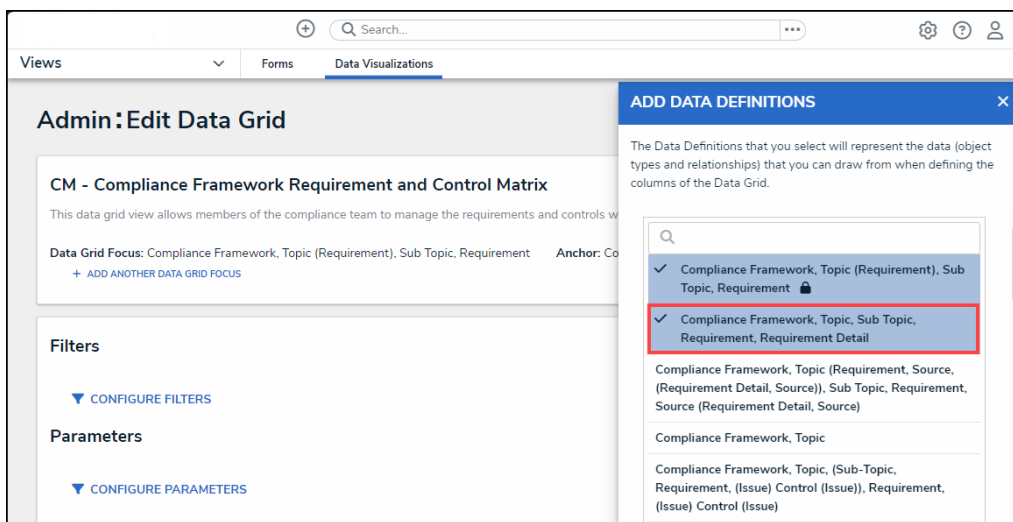 Search...
Views
Forms
Data Visualizations
Admin:Edit Data Grid
CM - Compliance Framework Requirement and Control Matrix
This data grid view allows members of the compliance team to manage the requirements and controls w
Data Grid Focus: Compliance Framework, Topic (Requirement), Sub Topic, Requirement Anchor: Co
+ ADD ANOTHER DATA GRID FOCUS
Filters
CONFIGURE FILTERS
Parameters
CONFIGURE PARAMETERS
ADD DATA DEFINITIONS
The Data Definitions that you select will represent the data (object
types and relationships) that you can draw from when defining the
columns of the Data Grid.
Compliance Framework, Topic (Requirement), Sub
Topic, Requirement
Compliance Framework, Topic, Sub Topic,
Requirement, Requirement Detail
Compliance Framework, Topic (Requirement, Source,
(Requirement Detail, Source)), Sub Topic, Requirement,
Source (Requirement Detail, Source)
Compliance Framework, Topic
Compliance Framework, Topic, (Sub-Topic,
Requirement, (Issue) Control (Issue)), Requirement,
(Issue) Control (Issue)